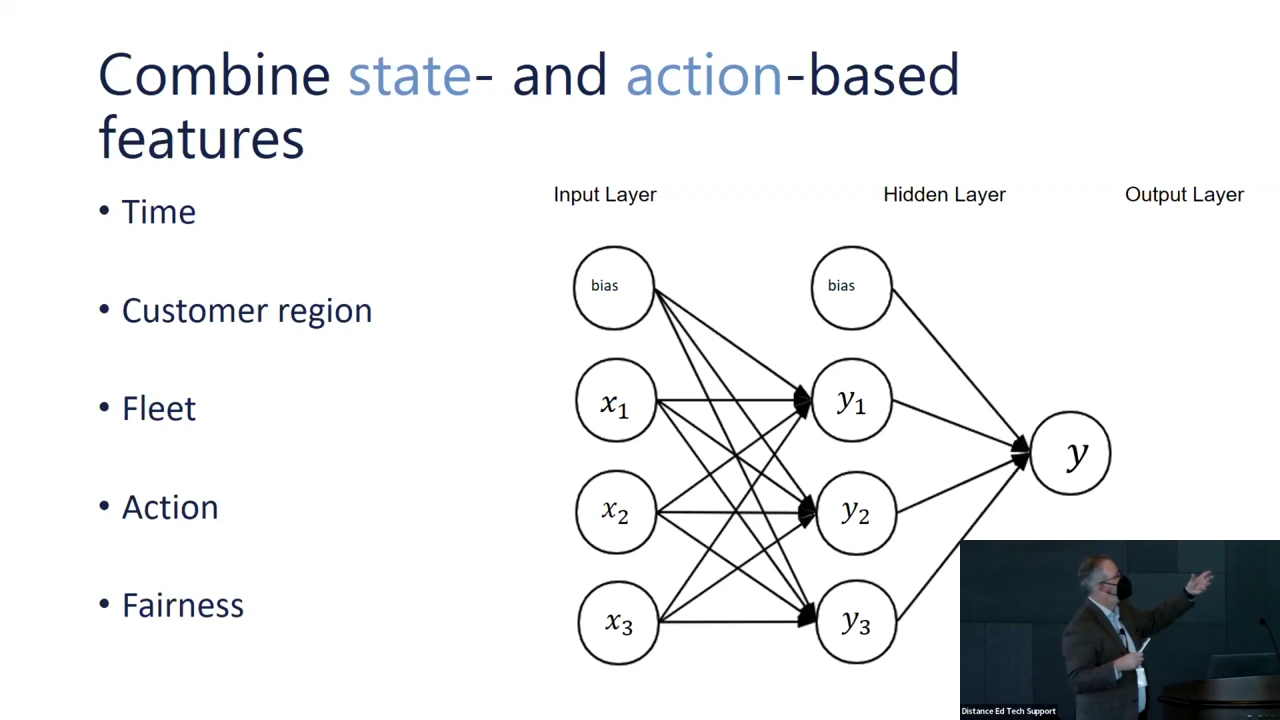 Combine state- and action-based
features
• Time
• Customer region
• Fleet
• Action
• Fairness
Input Layer
Hidden Layer
Output Layer
bias
bias
x₁
y₁
x₂
y₂
x₃
y₃
y
Distance Ed Tech Support